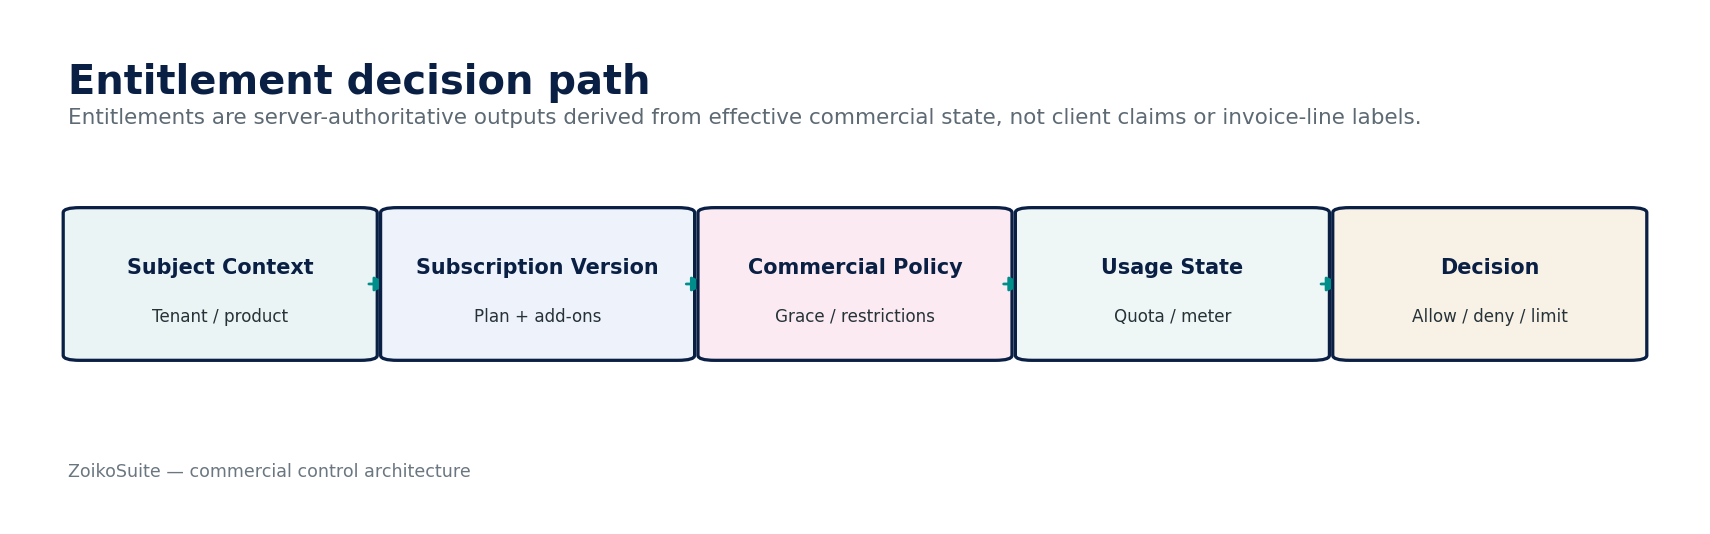 Entitlement decision path
Entitlements are server-authoritative outputs derived from effective commercial state, not client claims or invoice-line labels.
Subject Context
Tenant / product
Subscription Version
Plan + add-ons
Commercial Policy
Grace / restrictions
Usage State
Quota / meter
Decision
Allow / deny / limit
ZoikoSuite — commercial control architecture